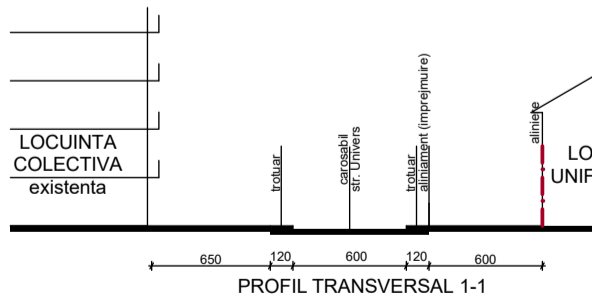 LOCUINTA
COLECTIVA
existenta
trotuar
carosabil
str. Univers
trotuar
aliniament (imprejmuire)
aliniere
LO
UNIF
650
120
600
120
600
PROFIL TRANSVERSAL 1-1